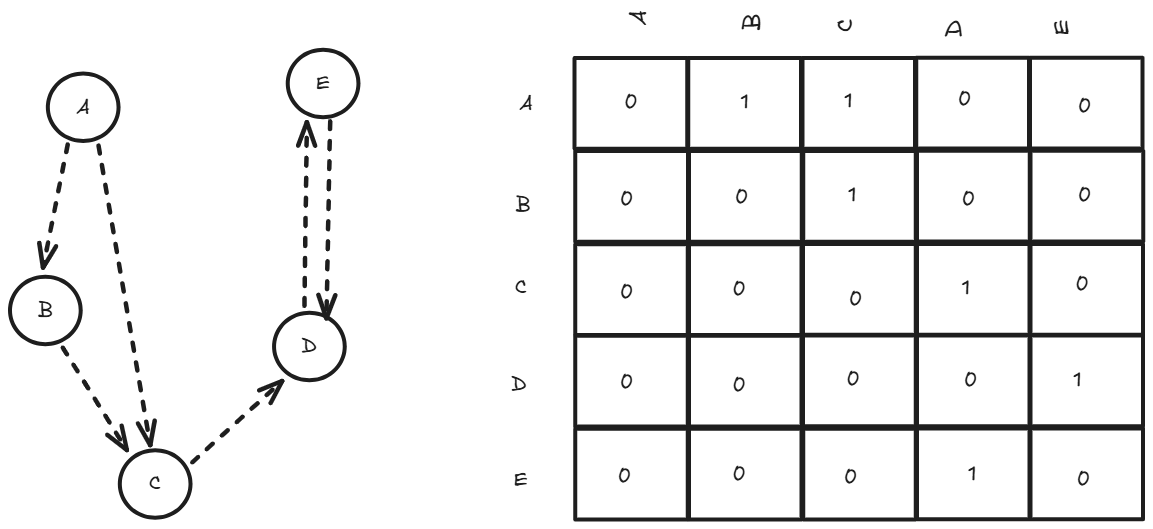 A
B
C
D
E
A B C D E
A 0 1 1 0 0
B 0 0 1 0 0
C 0 0 0 1 0
D 0 0 0 0 1
E 0 0 0 1 0